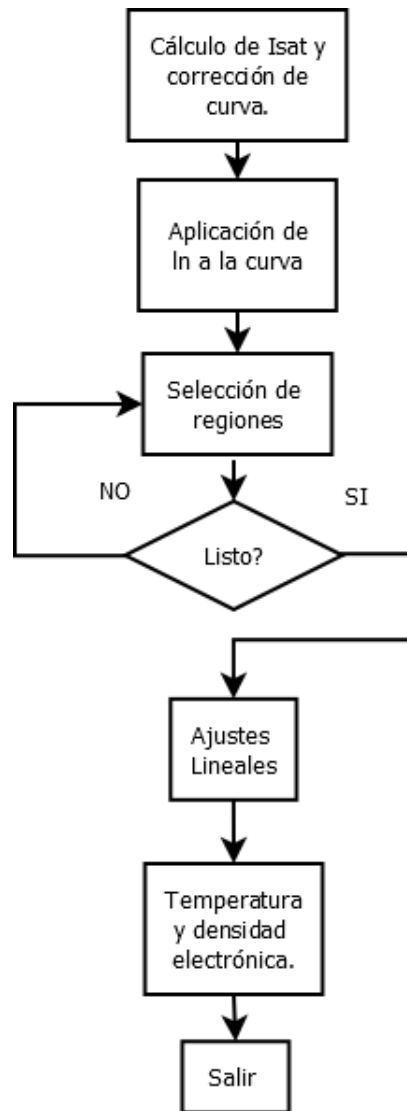 Cálculo de Isat y
corrección de
curva.
Aplicación de
ln a la curva
Selección de
regiones
NO
SI
Listo?
Ajustes
Lineales
Temperatura
y densidad
electrónica.
Salir